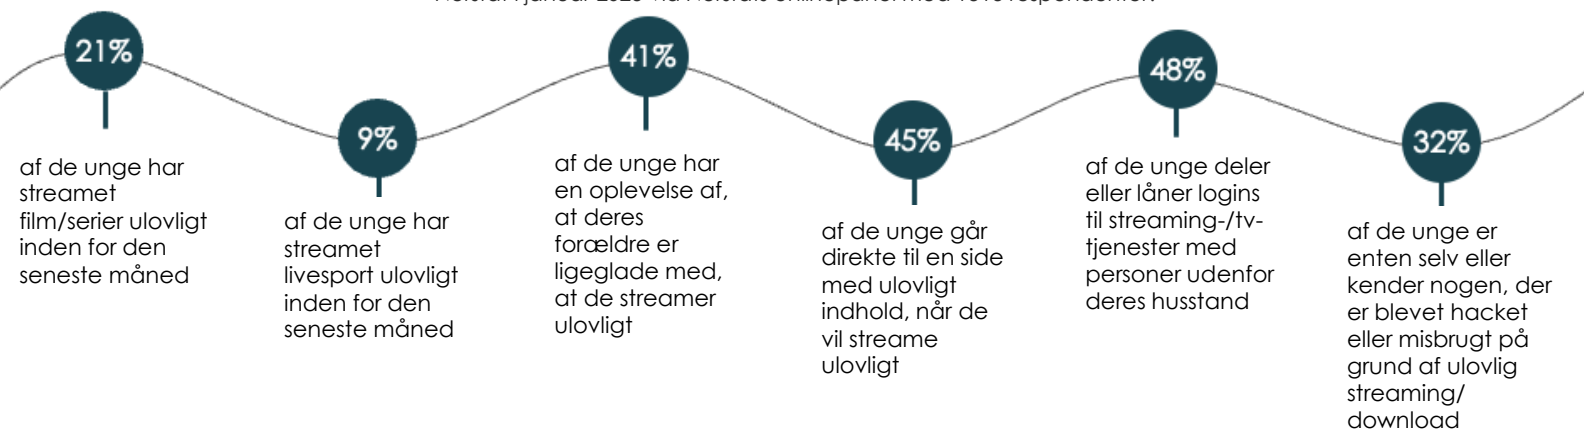 21%
af de unge har
streamet
film/serier ulovligt
inden for den
seneste måned
9%
af de unge har
streamet
livesport ulovligt
inden for den
seneste måned
41%
af de unge har
en oplevelse af,
at deres
forældre er
ligeglade med,
at de streamer
ulovligt
45%
af de unge går
direkte til en side
med ulovligt
indhold, når de
vil streame
ulovligt
48%
af de unge deler
eller låner logins
til streaming-/tv-
tjenester med
personer udenfor
deres husstand
32%
af de unge er
enten selv eller
kender nogen, der
er blevet hacket
eller misbrugt på
grund af ulovlig
streaming/
download